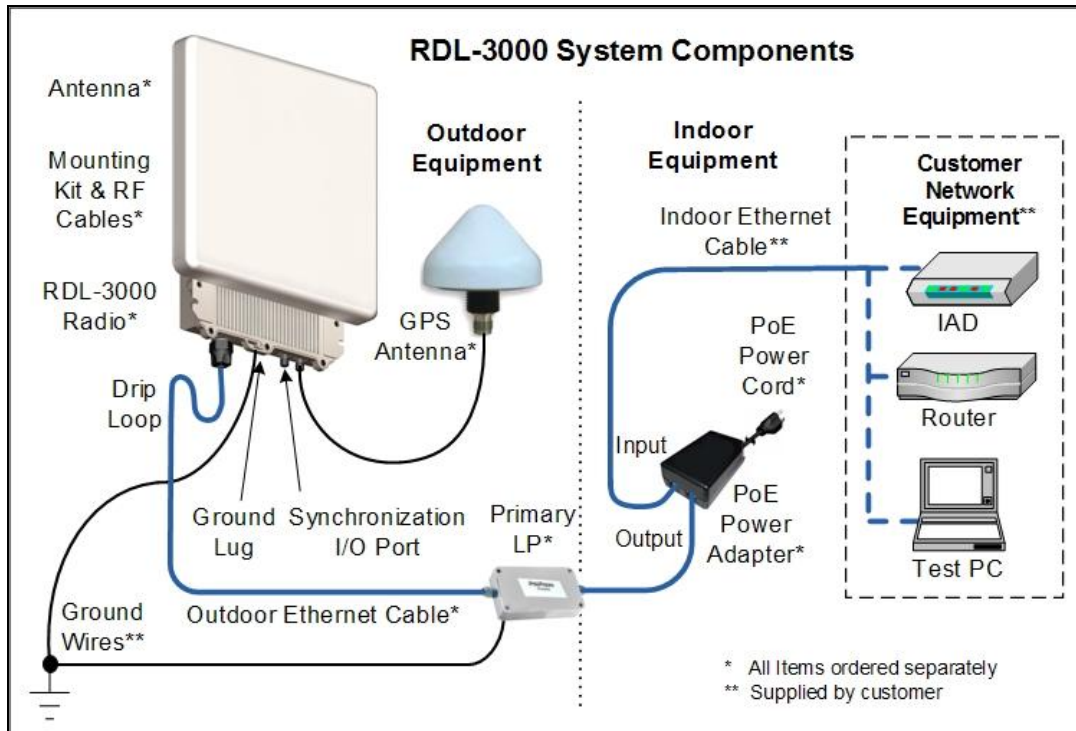 RDL-3000 System Components
Antenna*
Mounting
Kit & RF
Cables*
RDL-3000
Radio*
Drip
Loop
Outdoor
Equipment
GPS
Antenna*
Ground
Lug
Synchronization
I/O Port
Primary
LP*
Outdoor Ethernet Cable*
Ground
Wires**
Indoor
Equipment
Indoor Ethernet
Cable**
PoE
Power
Cord*
Input
Output
PoE
Power
Adapter*
Customer
Network
Equipment**
IAD
Router
Test PC
* All Items ordered separately
** Supplied by customer